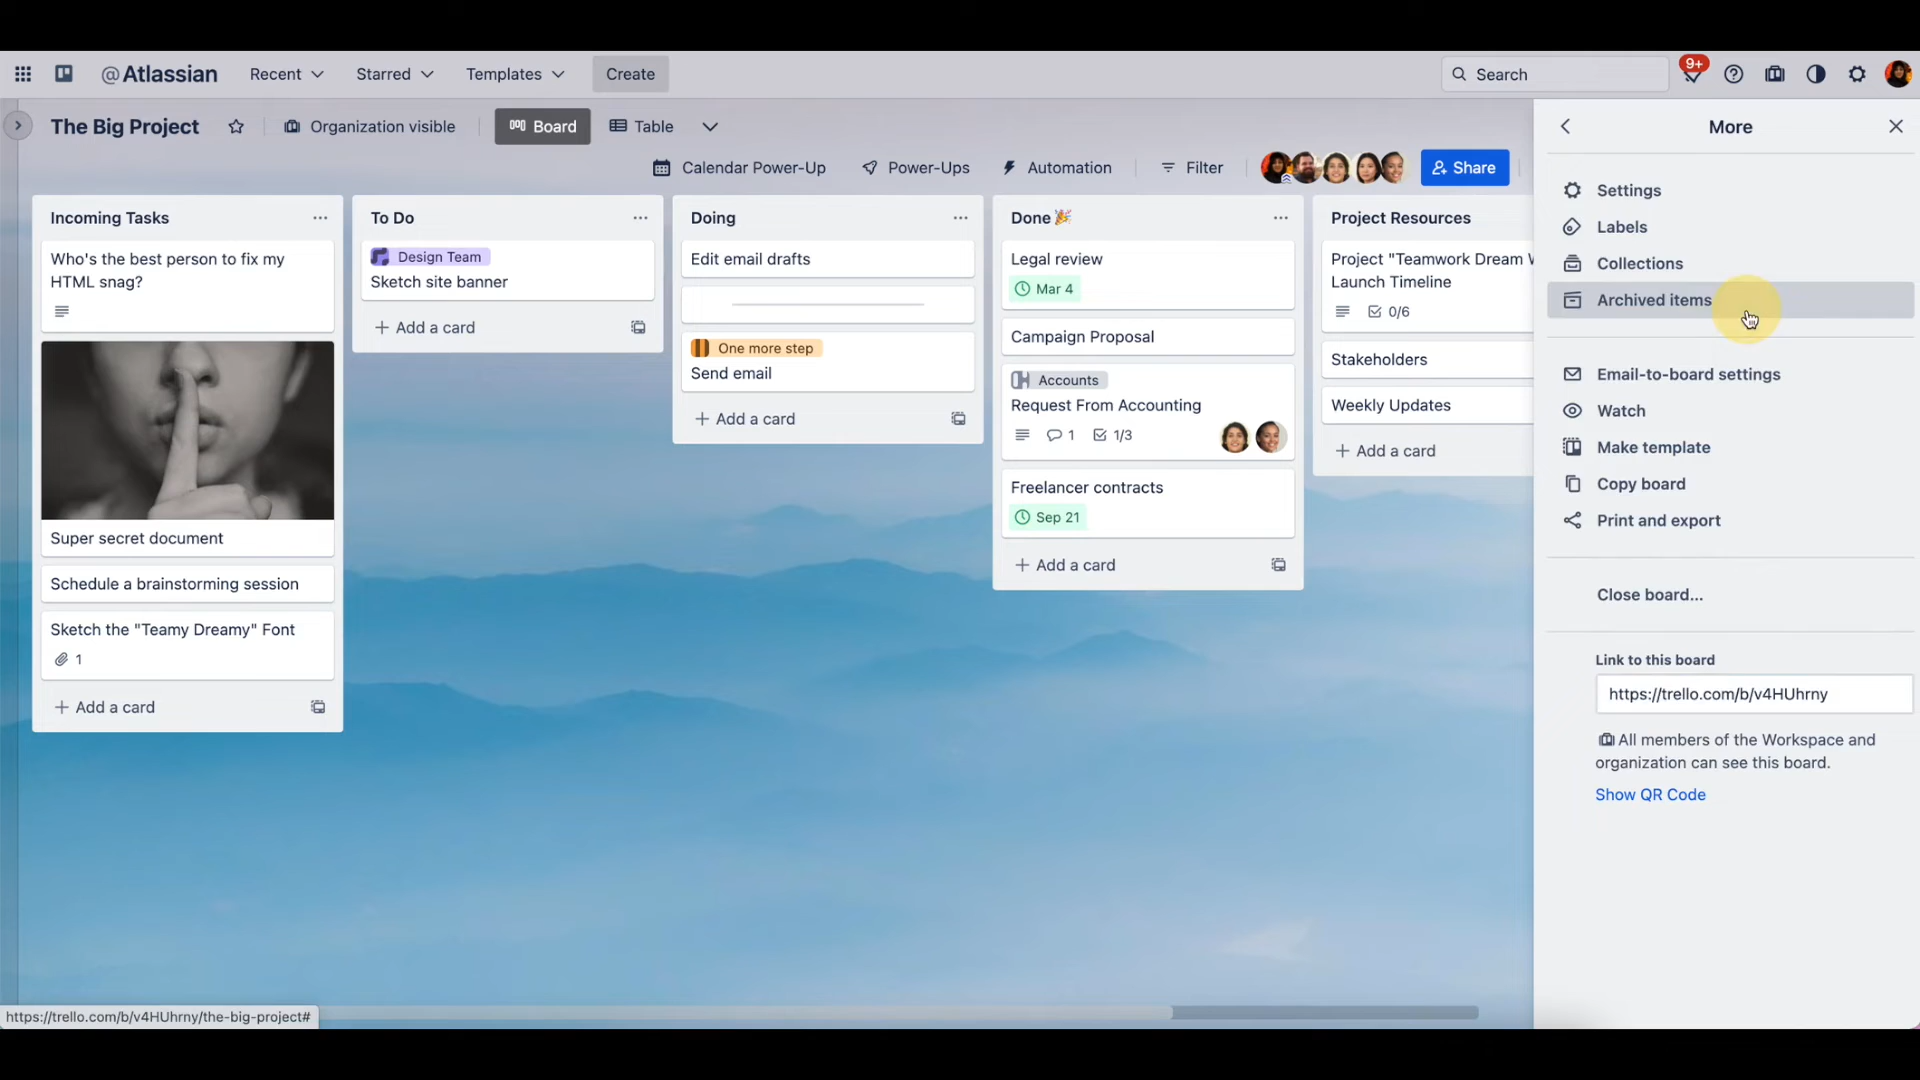 @Atlassian
Recent
Starred
Templates
Create
Search
9+
The Big Project
Organization visible
Board
Table
Calendar Power-Up
Power-Ups
Automation
Filter
Share
Incoming Tasks
Who's the best person to fix my
HTML snag?
Super secret document
Schedule a brainstorming session
Sketch the "Teamy Dreamy" Font
1
+ Add a card
To Do
Design Team
Sketch site banner
+ Add a card
Doing
Edit email drafts
One more step
Send email
+ Add a card
Done🎉
Legal review
Mar 4
Campaign Proposal
Accounts
Request From Accounting
1 1/3
Freelancer contracts
Sep 21
+ Add a card
Project Resources
Project "Teamwork Dream W
Launch Timeline
0/6
Stakeholders
Weekly Updates
+ Add a card
More
Settings
Labels
Collections
Archived items
Email-to-board settings
Watch
Make template
Copy board
Print and export
Close board...
Link to this board
https://trello.com/b/v4HUhrny
All members of the Workspace and
organization can see this board.
Show QR Code
https://trello.com/b/v4HUhrny/the-big-project#